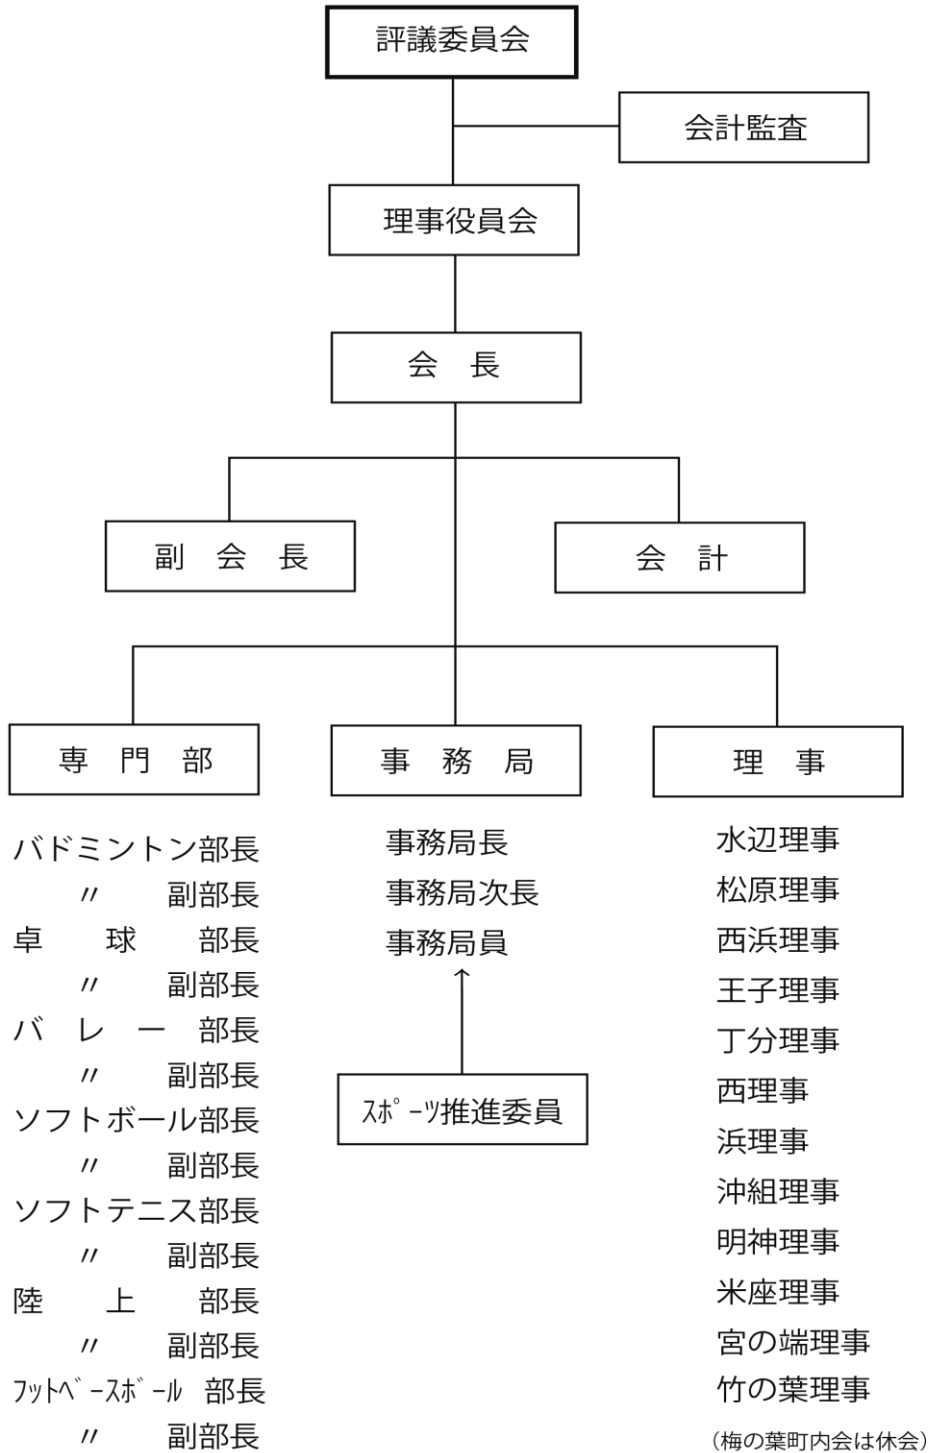 評議委員会
会計監査
理事役員会
会　長
副　会　長
会　計
専　門　部
バドミントン部長
〃　　副部長
卓　　球　　部長
〃　　副部長
バ　レ　ー　部長
〃　　副部長
ソフトボール部長
〃　　副部長
ソフトテニス部長
〃　　副部長
陸　　上　　部長
〃　　副部長
ﾌｯﾄﾍﾞｰｽﾎﾞｰﾙ 部長
〃　　副部長
事　務　局
事務局長
事務局次長
事務局員
ｽﾎﾟｰﾂ推進委員
理　事
水辺理事
松原理事
西浜理事
王子理事
丁分理事
西理事
浜理事
沖組理事
明神理事
米座理事
宮の端理事
竹の葉理事
（梅の葉町内会は休会）